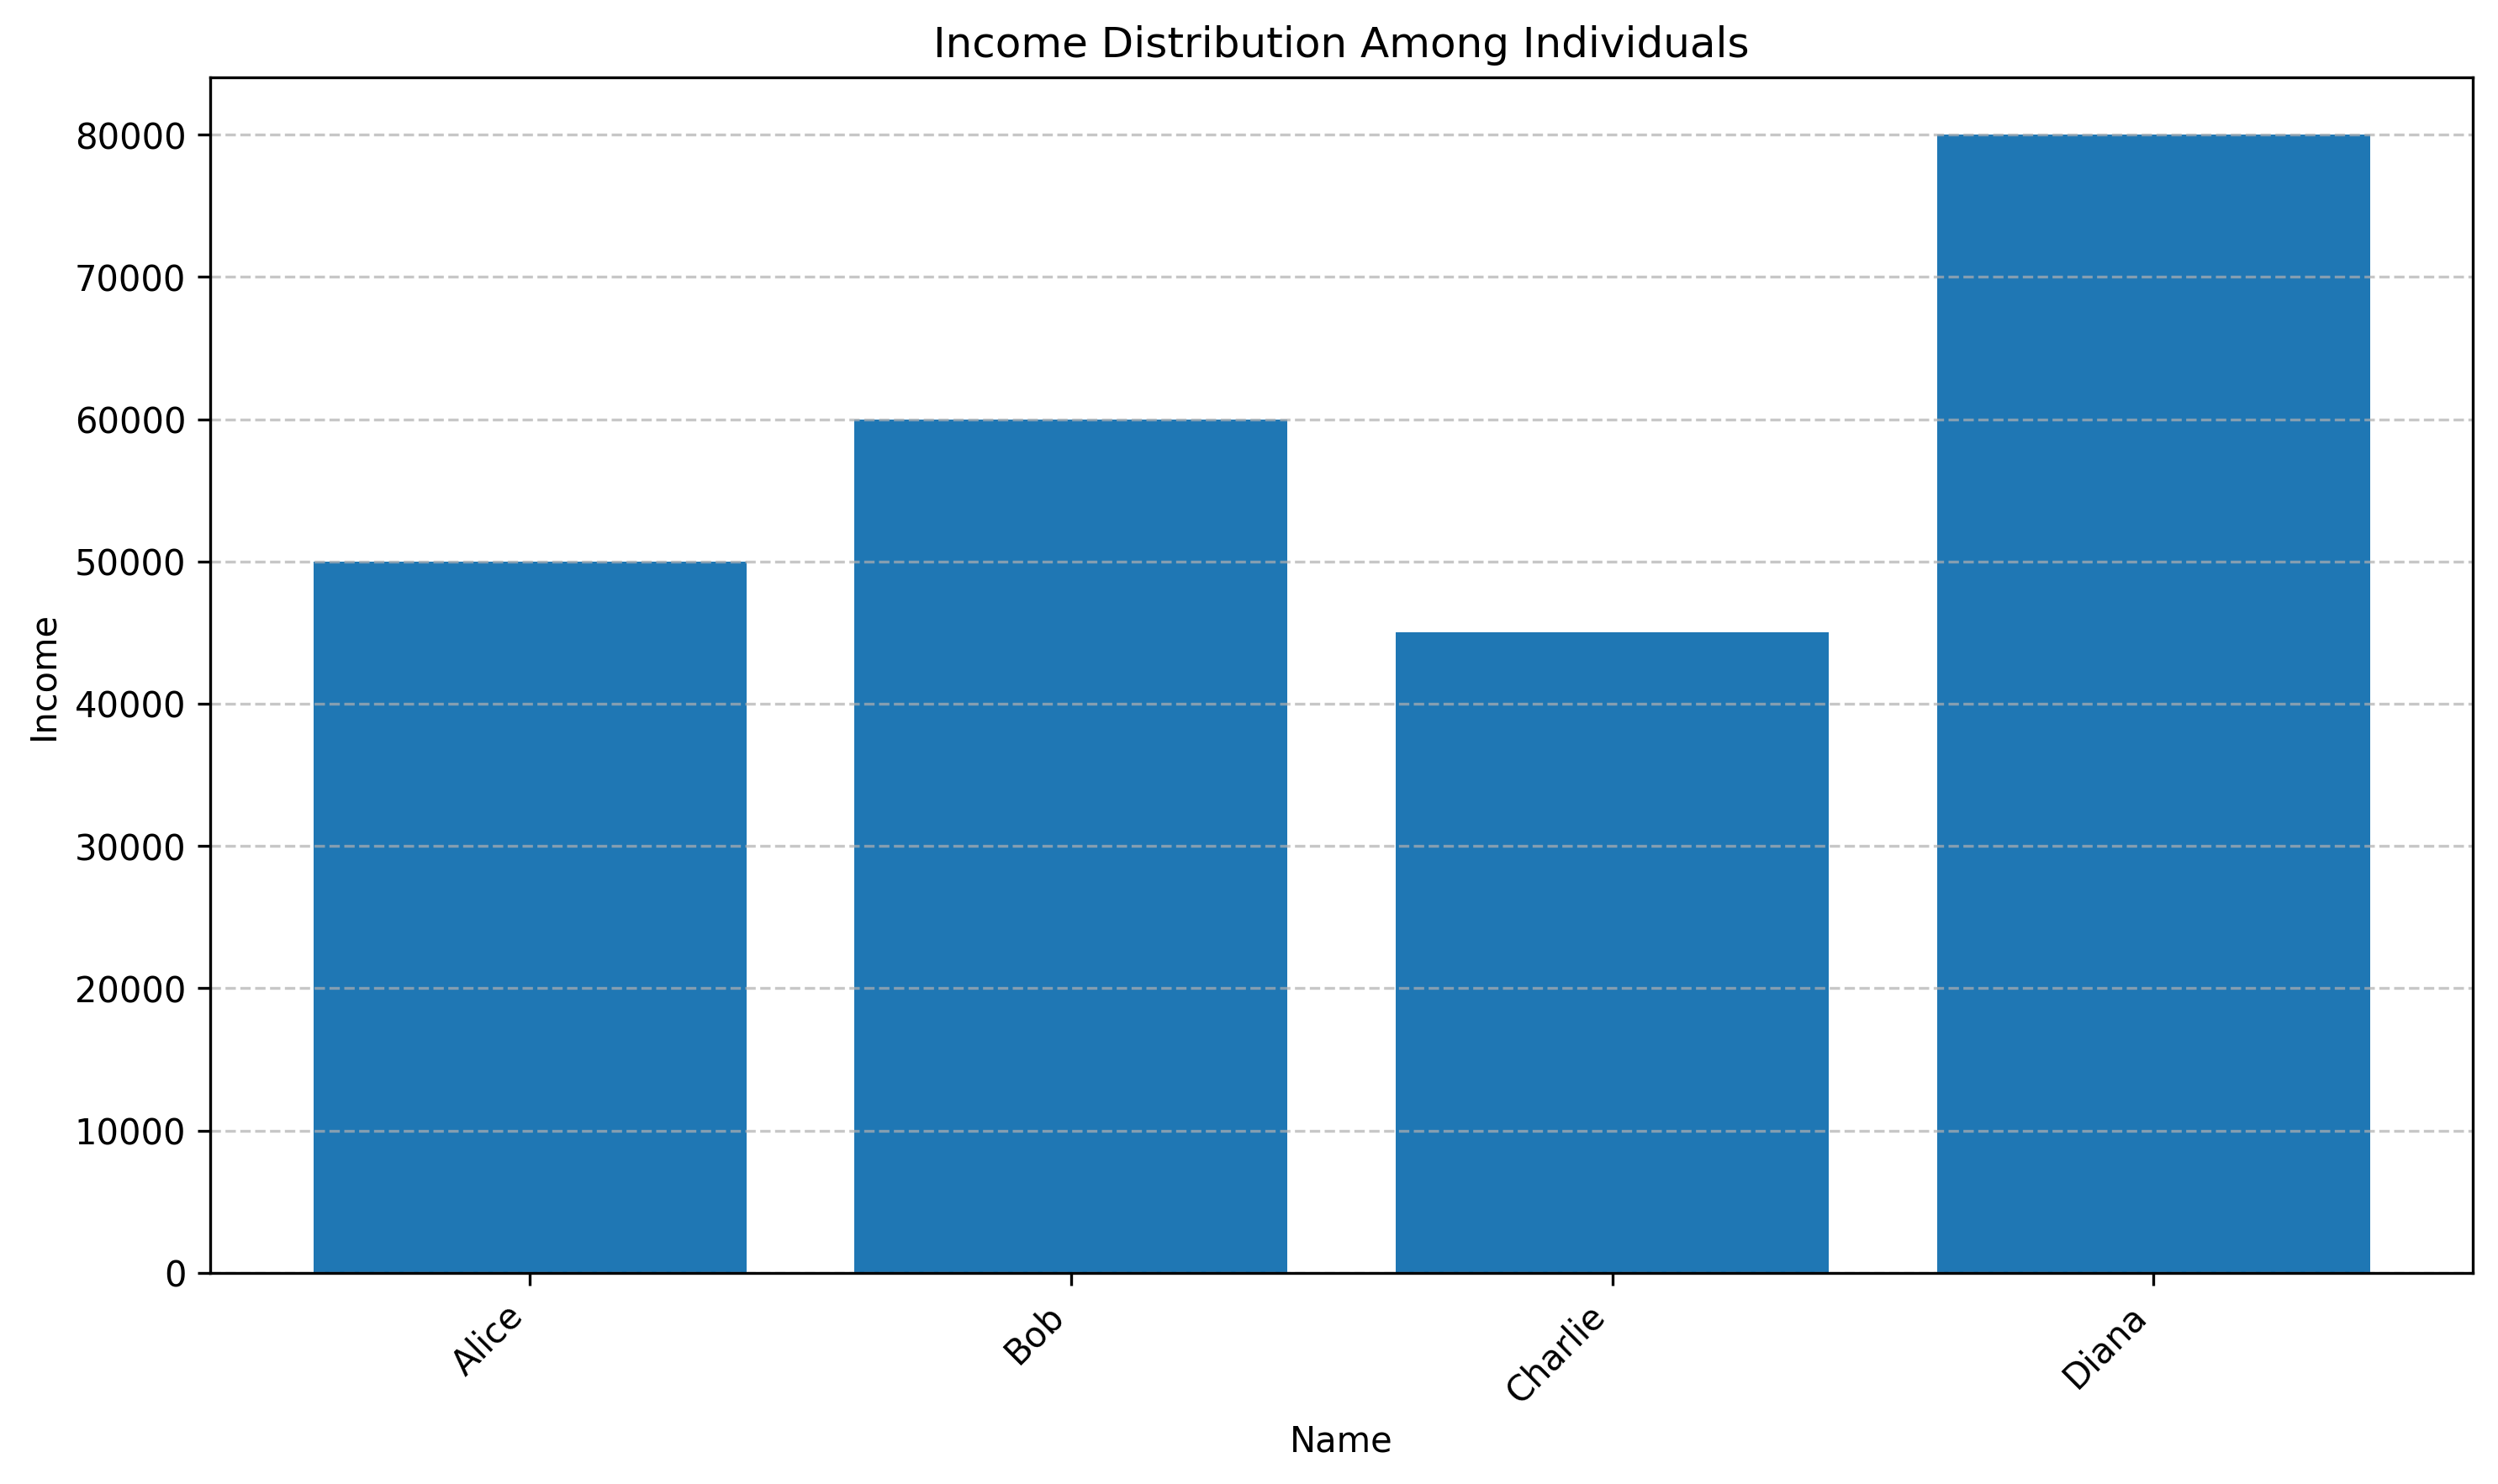 Income Distribution Among Individuals
80000
70000
60000
50000
40000
30000
20000
10000
0
Income
Alice
Bob
Charlie
Diana
Name